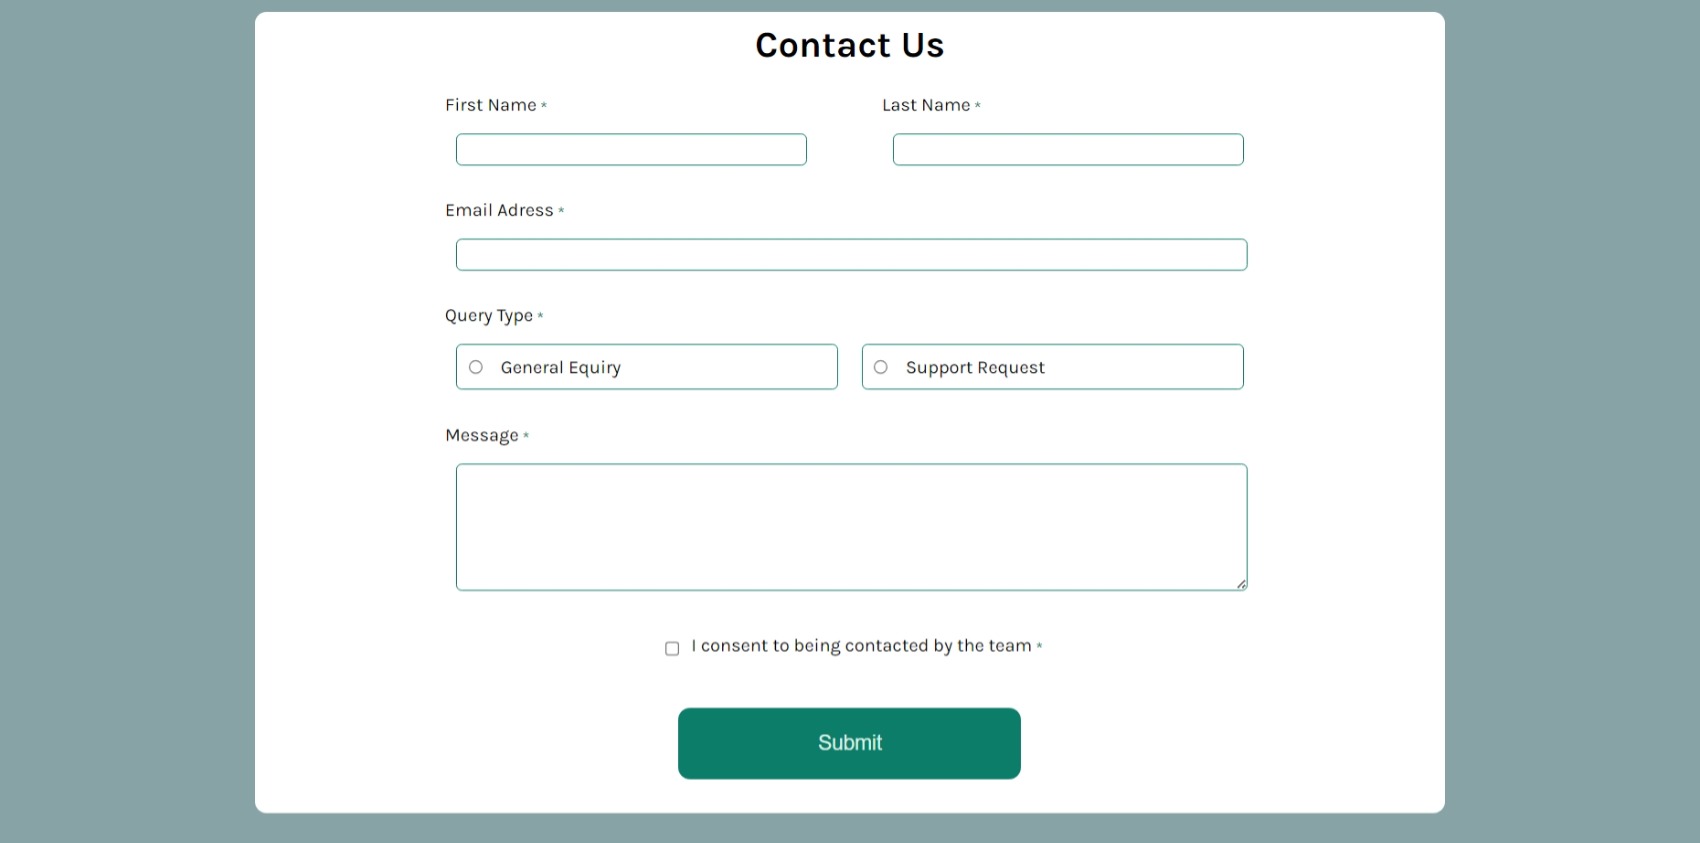 Contact Us
First Name *
Last Name *
Email Adress *
Query Type *
General Equiry
Support Request
Message *
I consent to being contacted by the team *
Submit